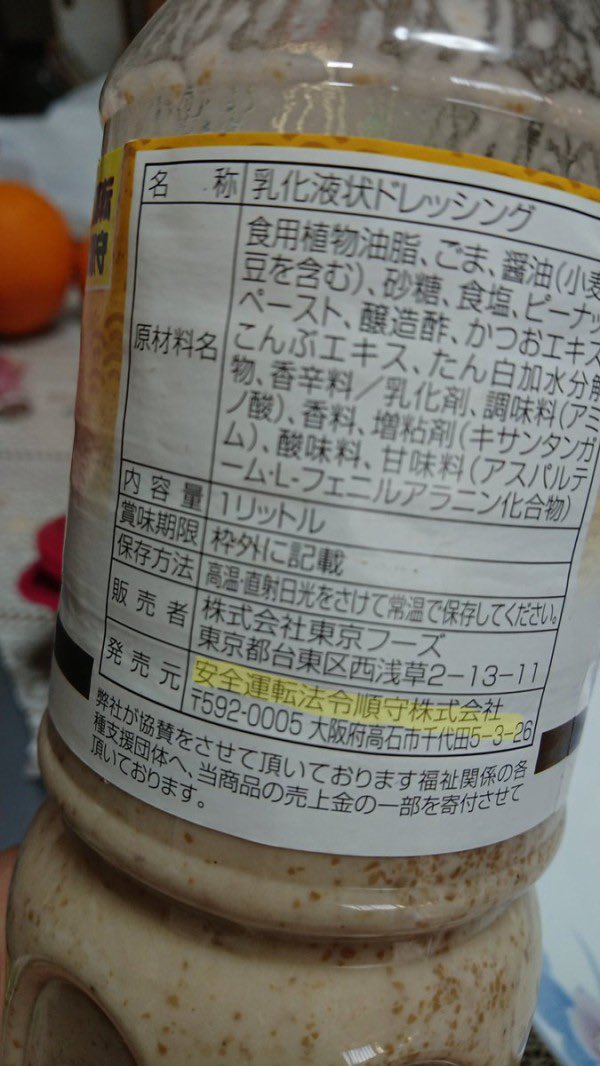 名称 乳化液状ドレッシング
原材料名
食用植物油脂、ごま、醤油(小麦
豆を含む)、砂糖、食塩、ピーナッ
ペースト、醸造酢、かつおエキス
こんぶエキス、たん白加水分解
物、香辛料／乳化剤、調味料(アミ
ノ酸)、香料、増粘剤(キサンタンガ
ム)、酸味料、甘味料(アスパルテ
ーム・L-フェニルアラニン化合物)
内容量 1リットル
賞味期限 枠外に記載
保存方法 高温・直射日光をさけて常温で保存してください。
販売者 株式会社東京フーズ
東京都台東区西浅草2-13-11
発売元 安全運転法令順守株式会社
〒592-0005 大阪府高石市千代田5-3-26
弊社が協賛をさせて頂いております福祉関係の各
種支援団体へ、当商品の売上金の一部を寄付させて
頂いております。